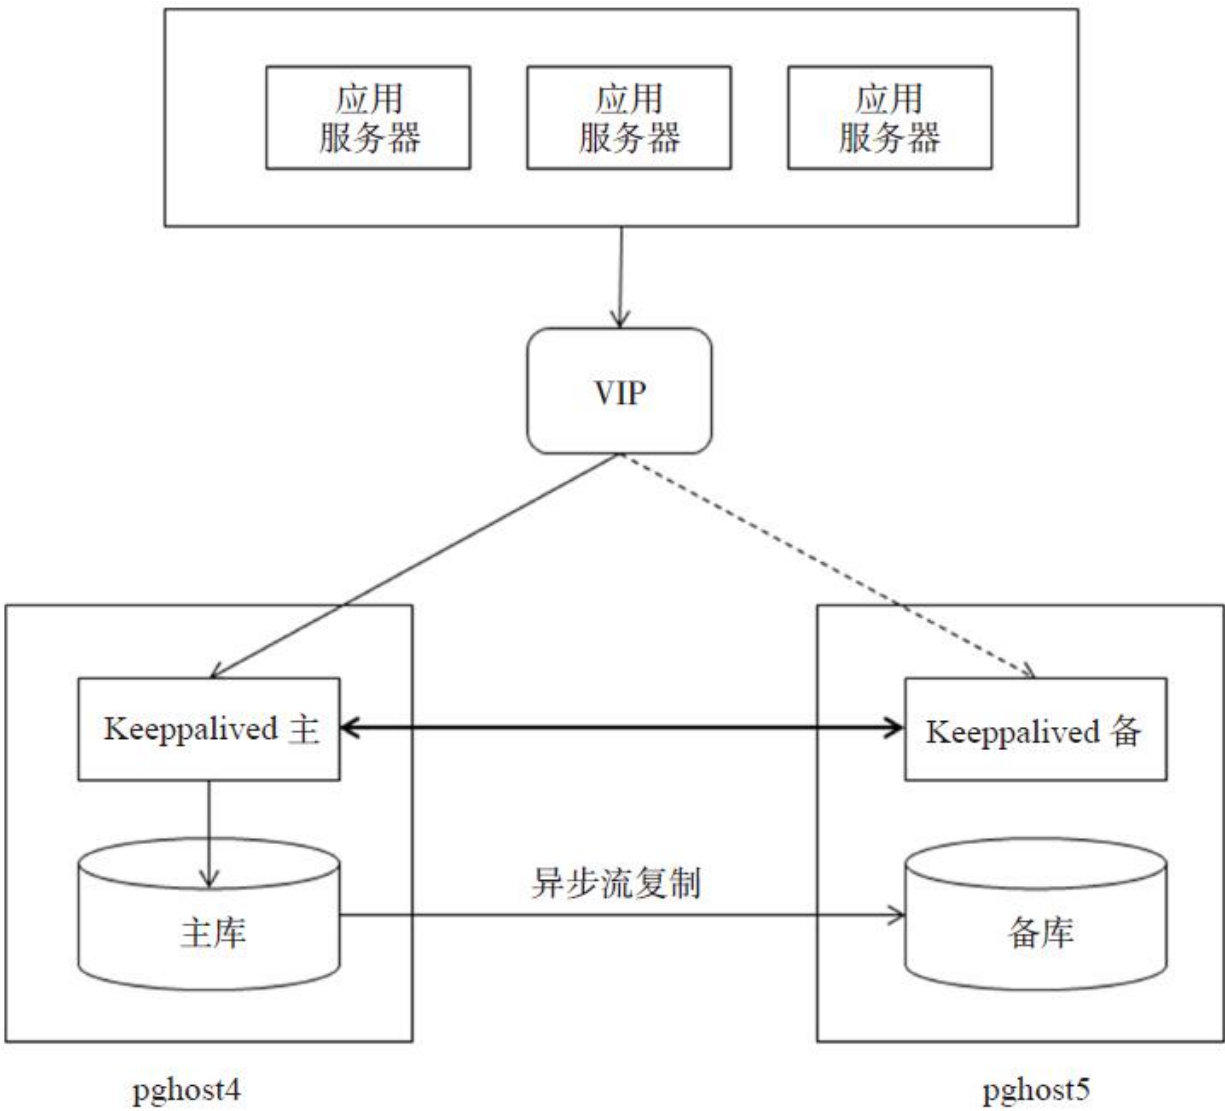 应用
服务器
应用
服务器
应用
服务器
VIP
Keeppalived 主
Keeppalived 备
异步流复制
主库
备库
pghost4
pghost5